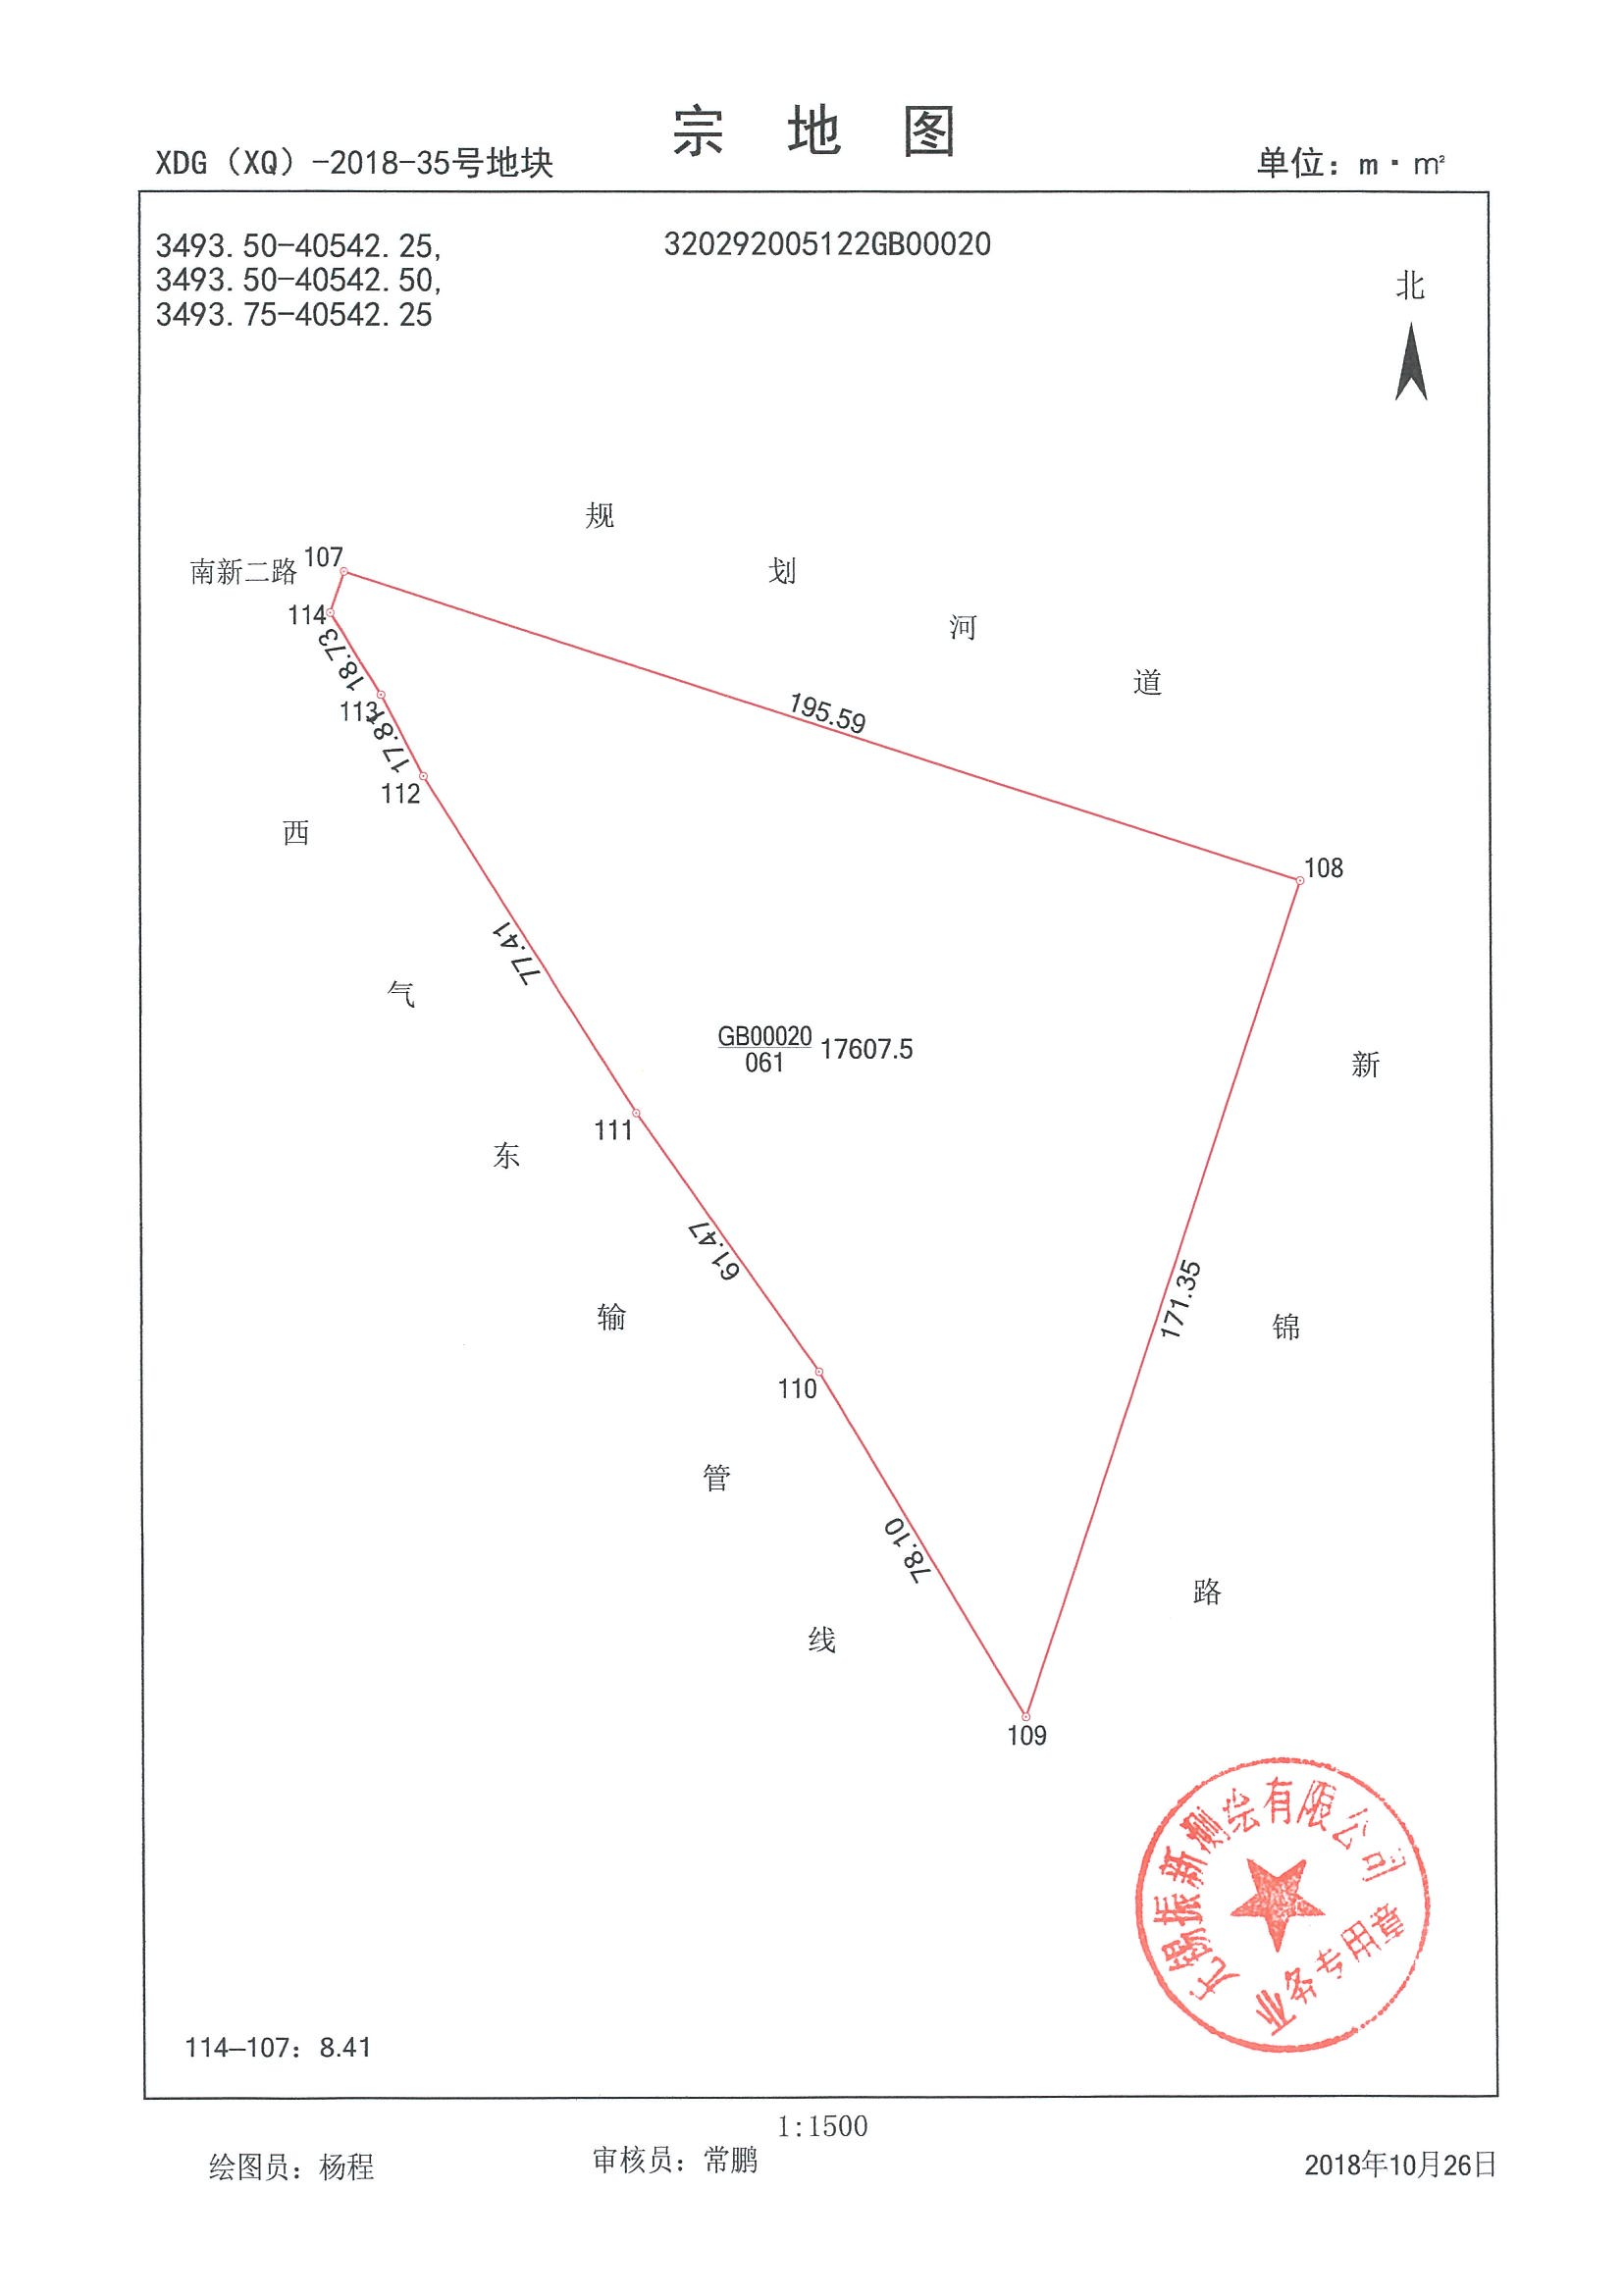 宗 地 图
XDG（XQ）-2018-35号地块
单位：m·㎡
3493.50-40542.25,
3493.50-40542.50,
3493.75-40542.25
320292005122GB00020
北
规划河道
南新二路
107
114
18.73
113
17.81
112
195.59
108
西气东输管线
77.41
GB00020
061
17607.5
新锦路
111
61.47
171.35
110
78.10
109
无锡振新测绘有限公司
业务专用章
114—107：8.41
1:1500
绘图员：杨程
审核员：常鹏
2018年10月26日